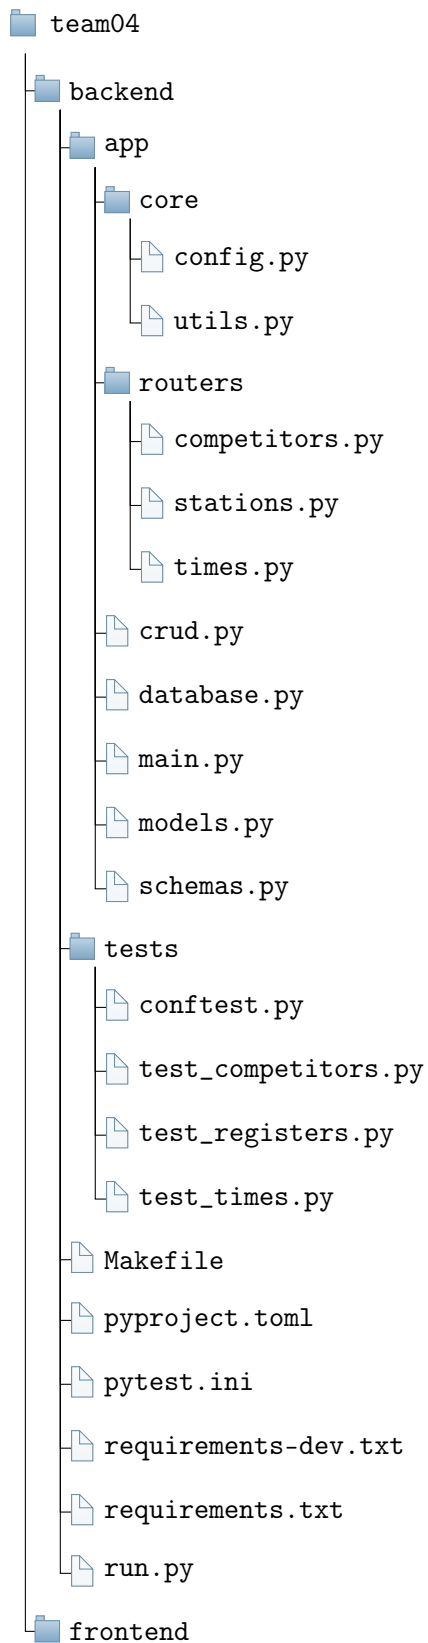 team04
backend
app
core
config.py
utils.py
routers
competitors.py
stations.py
times.py
crud.py
database.py
main.py
models.py
schemas.py
tests
conftest.py
test_competitors.py
test_registers.py
test_times.py
Makefile
pyproject.toml
pytest.ini
requirements-dev.txt
requirements.txt
run.py
frontend